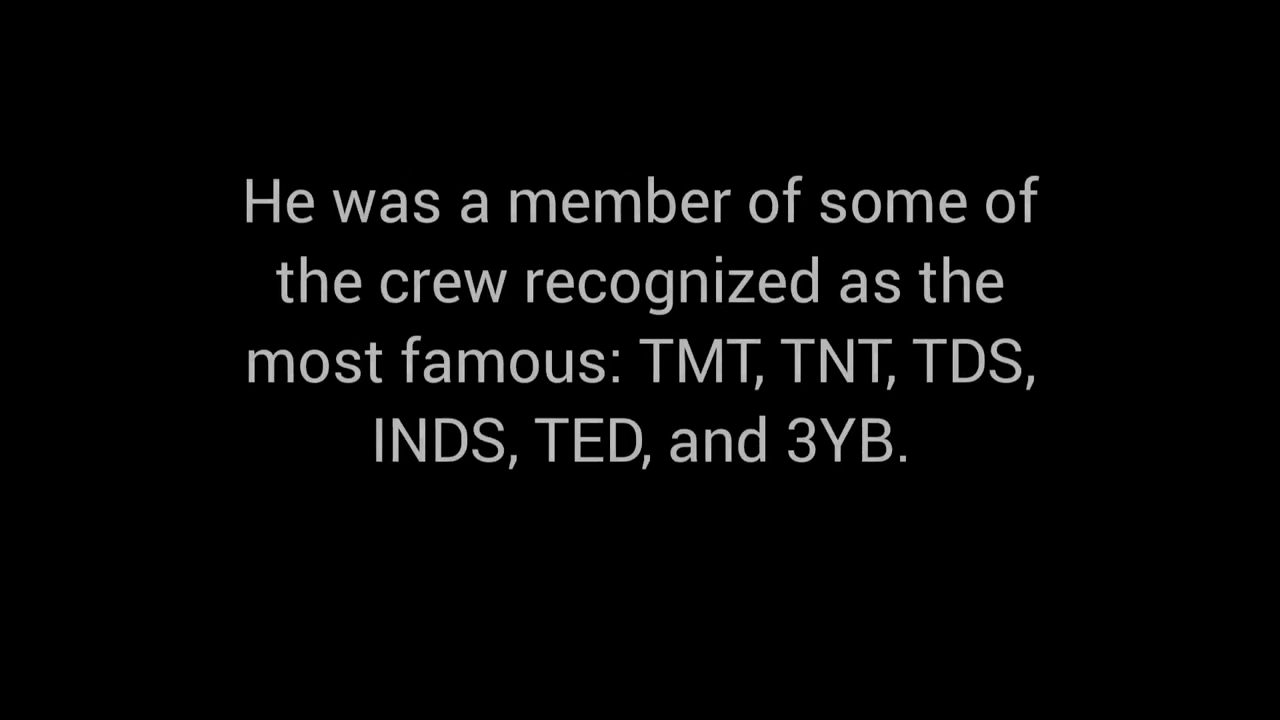 He was a member of some of
the crew recognized as the
most famous: TMT, TNT, TDS,
INDS, TED, and 3YB.